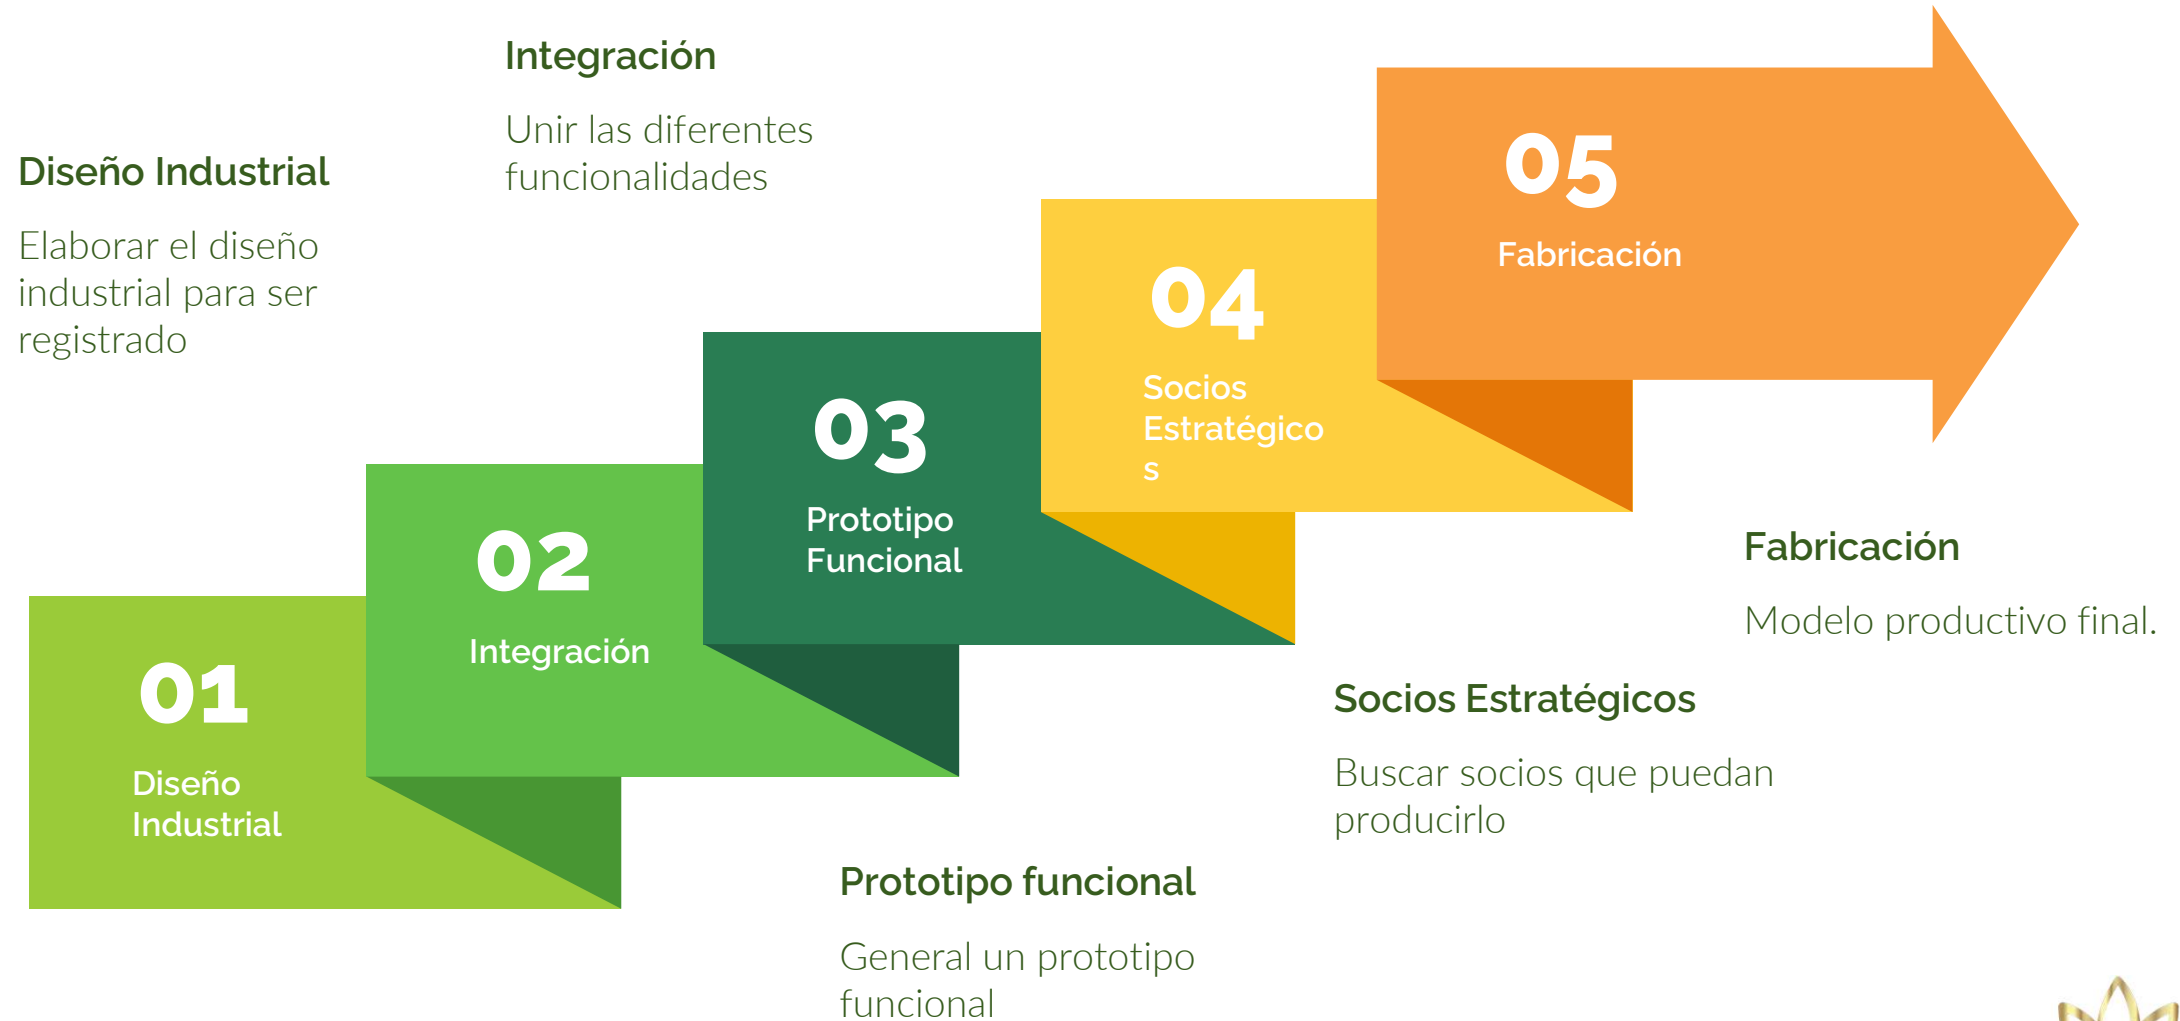 Integración
Unir las diferentes
funcionalidades
Diseño Industrial
Elaborar el diseño
industrial para ser
registrado
05
Fabricación
04
Socios
Estratégico
s
03
Prototipo
Funcional
02
Integración
01
Diseño
Industrial
Fabricación
Modelo productivo final.
Socios Estratégicos
Buscar socios que puedan
producirlo
Prototipo funcional
General un prototipo
funcional